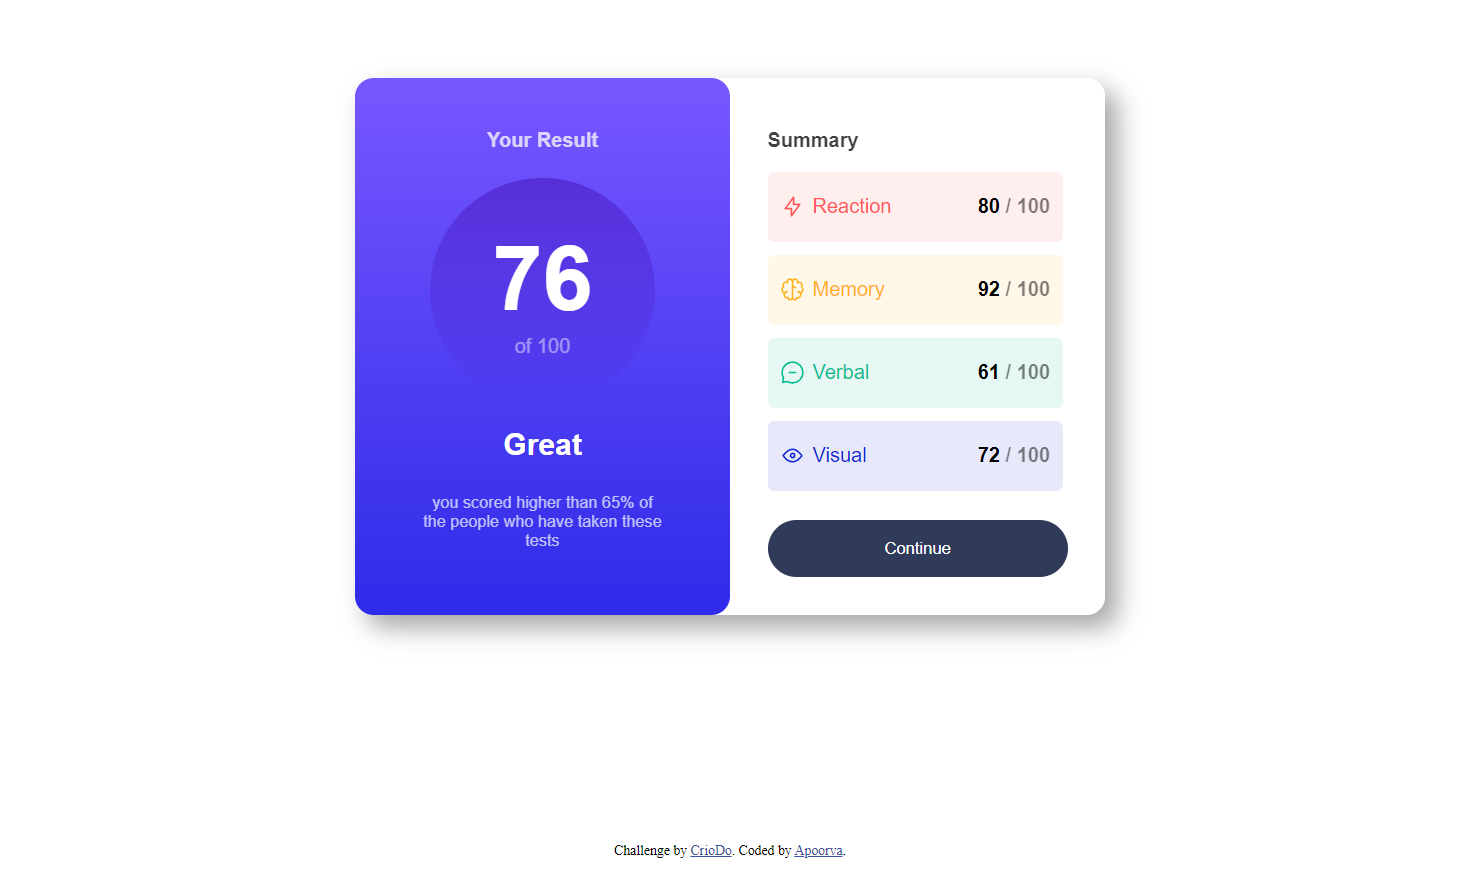 Your Result
76
of 100
Great
you scored higher than 65% of
the people who have taken these
tests
Summary
Reaction 80 / 100
Memory 92 / 100
Verbal 61 / 100
Visual 72 / 100
Continue
Challenge by CrioDo. Coded by Apoorva.